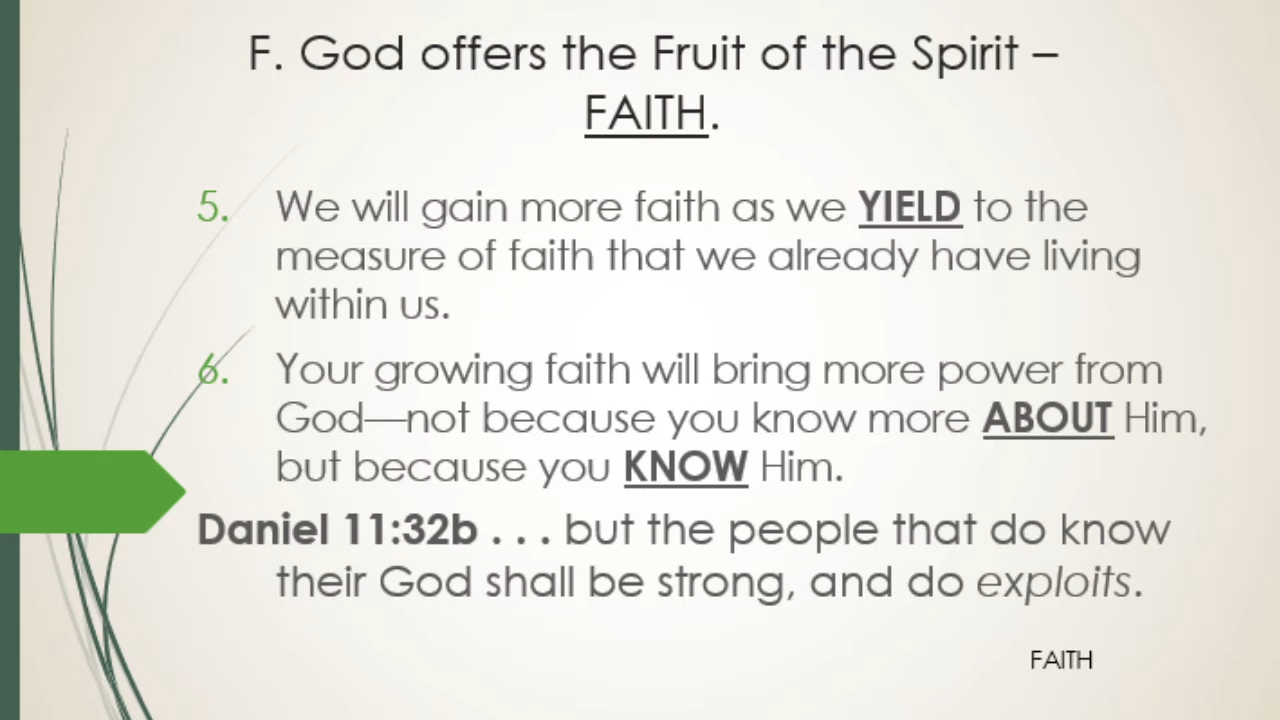 F. God offers the Fruit of the Spirit –
FAITH.
5. We will gain more faith as we YIELD to the
measure of faith that we already have living
within us.
6. Your growing faith will bring more power from
God—not because you know more ABOUT Him,
but because you KNOW Him.
Daniel 11:32b . . . but the people that do know
their God shall be strong, and do exploits.
FAITH